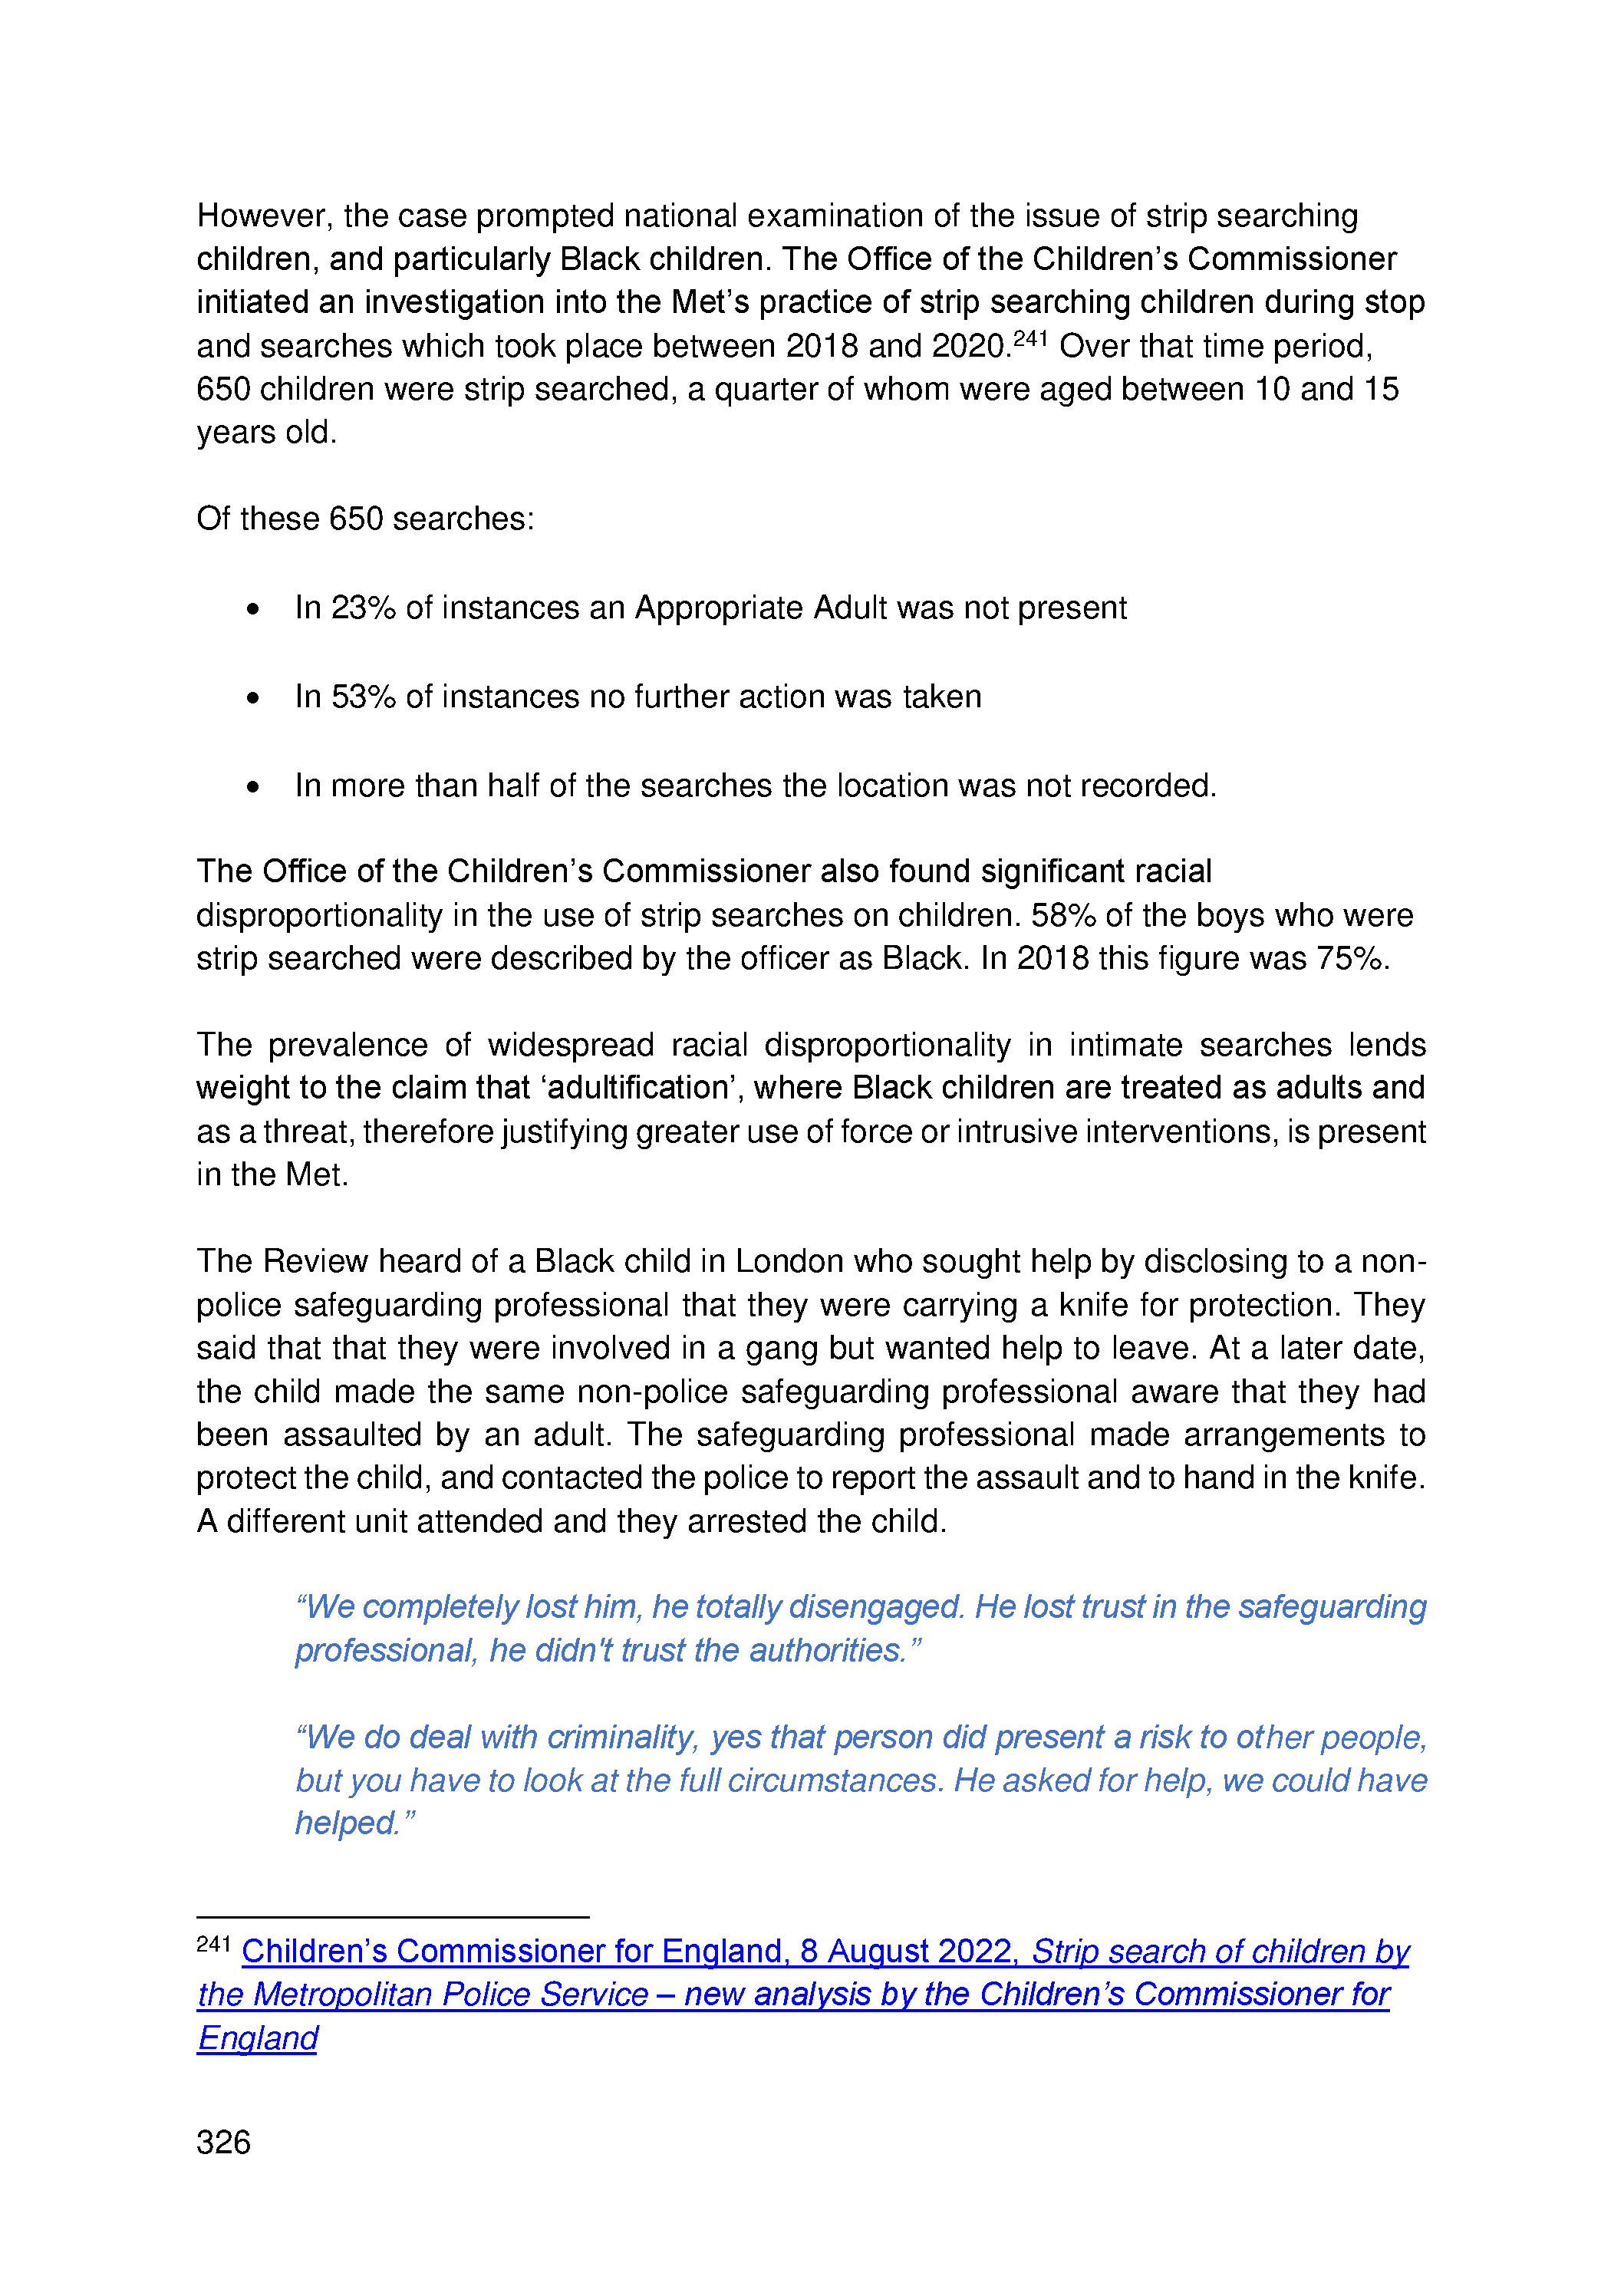 However, the case prompted national examination of the issue of strip searching
children, and particularly Black children. The Office of the Children’s Commissioner
initiated an investigation into the Met’s practice of strip searching children during stop
and searches which took place between 2018 and 2020.241 Over that time period,
650 children were strip searched, a quarter of whom were aged between 10 and 15
years old.
Of these 650 searches:
• In 23% of instances an Appropriate Adult was not present
• In 53% of instances no further action was taken
• In more than half of the searches the location was not recorded.
The Office of the Children’s Commissioner also found significant racial
disproportionality in the use of strip searches on children. 58% of the boys who were
strip searched were described by the officer as Black. In 2018 this figure was 75%.
The prevalence of widespread racial disproportionality in intimate searches lends
weight to the claim that ‘adultification’, where Black children are treated as adults and
as a threat, therefore justifying greater use of force or intrusive interventions, is present
in the Met.
The Review heard of a Black child in London who sought help by disclosing to a non-
police safeguarding professional that they were carrying a knife for protection. They
said that that they were involved in a gang but wanted help to leave. At a later date,
the child made the same non-police safeguarding professional aware that they had
been assaulted by an adult. The safeguarding professional made arrangements to
protect the child, and contacted the police to report the assault and to hand in the knife.
A different unit attended and they arrested the child.
“We completely lost him, he totally disengaged. He lost trust in the safeguarding
professional, he didn't trust the authorities.”
“We do deal with criminality, yes that person did present a risk to other people,
but you have to look at the full circumstances. He asked for help, we could have
helped.”
241 Children’s Commissioner for England, 8 August 2022, Strip search of children by
the Metropolitan Police Service – new analysis by the Children’s Commissioner for
England
326